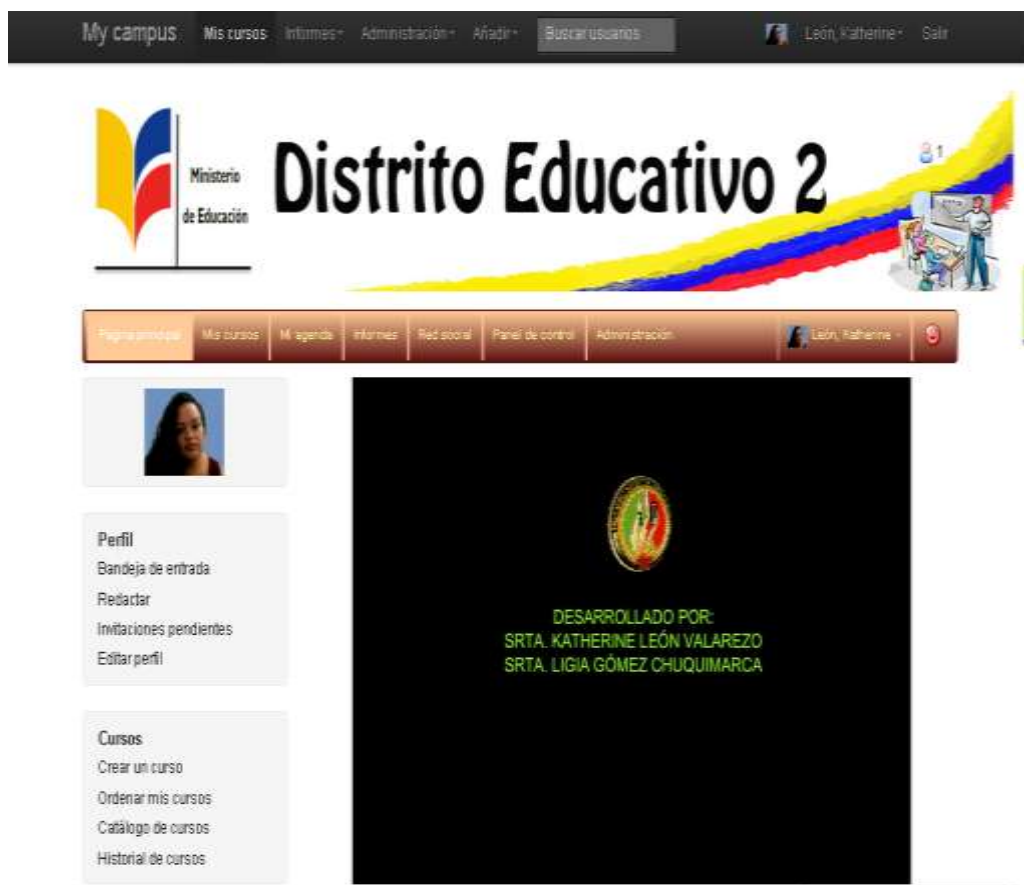 My campus Mis cursos Informes Administración Añadir Buscar usuarios León, Katherine Salir
Ministerio
de Educación
Distrito Educativo 2
1
Página principal Mis cursos Mi agenda Informes Red social Panel de control Administración León, Katherine
Perfil
Bandeja de entrada
Redactar
Invitaciones pendientes
Editar perfil
DESARROLLADO POR:
SRTA. KATHERINE LEÓN VALAREZO
SRTA. LIGIA GÓMEZ CHUQUIMARCA
Cursos
Crear un curso
Ordenar mis cursos
Catálogo de cursos
Historial de cursos